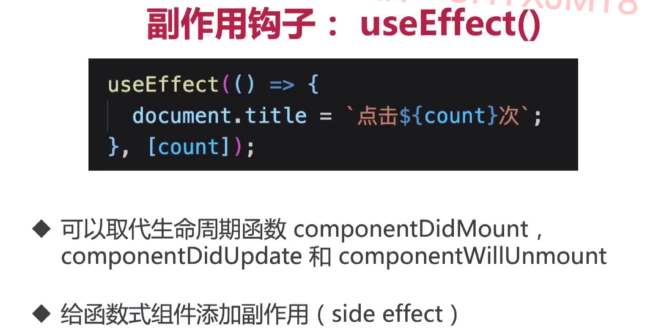 副作用钩子：useEffect()
useEffect(() => {
document.title = `点击${count}次`;
}, [count]);
◆ 可以取代生命周期函数 componentDidMount，
componentDidUpdate 和 componentWillUnmount
◆ 给函数式组件添加副作用（side effect）